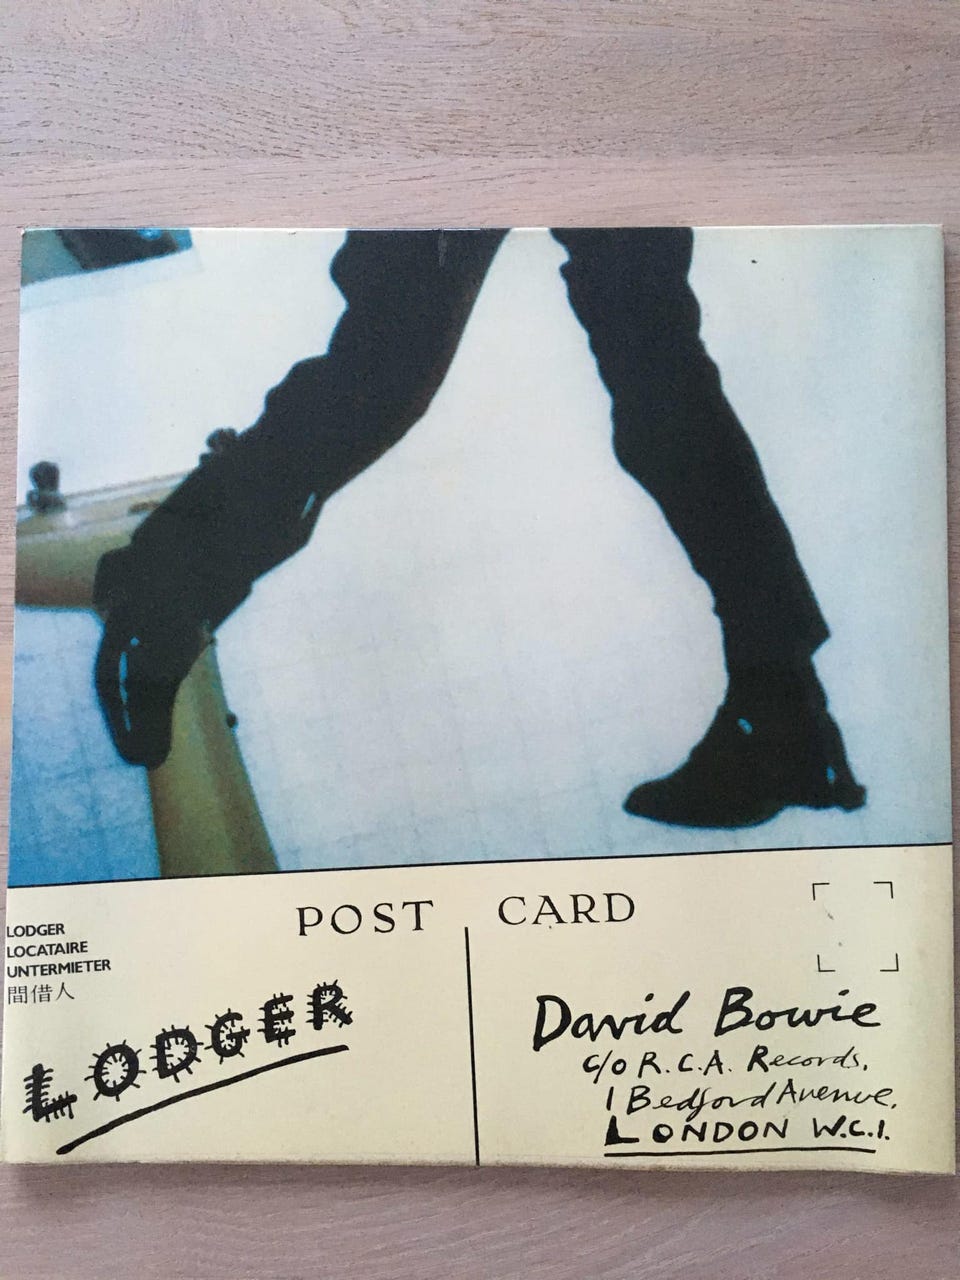 POST CARD
LODGER
LOCATAIRE
UNTERMIETER
間借人
LODGER
David Bowie
c/o R.C.A. Records,
1 Bedford Avenue,
LONDON W.C.1.